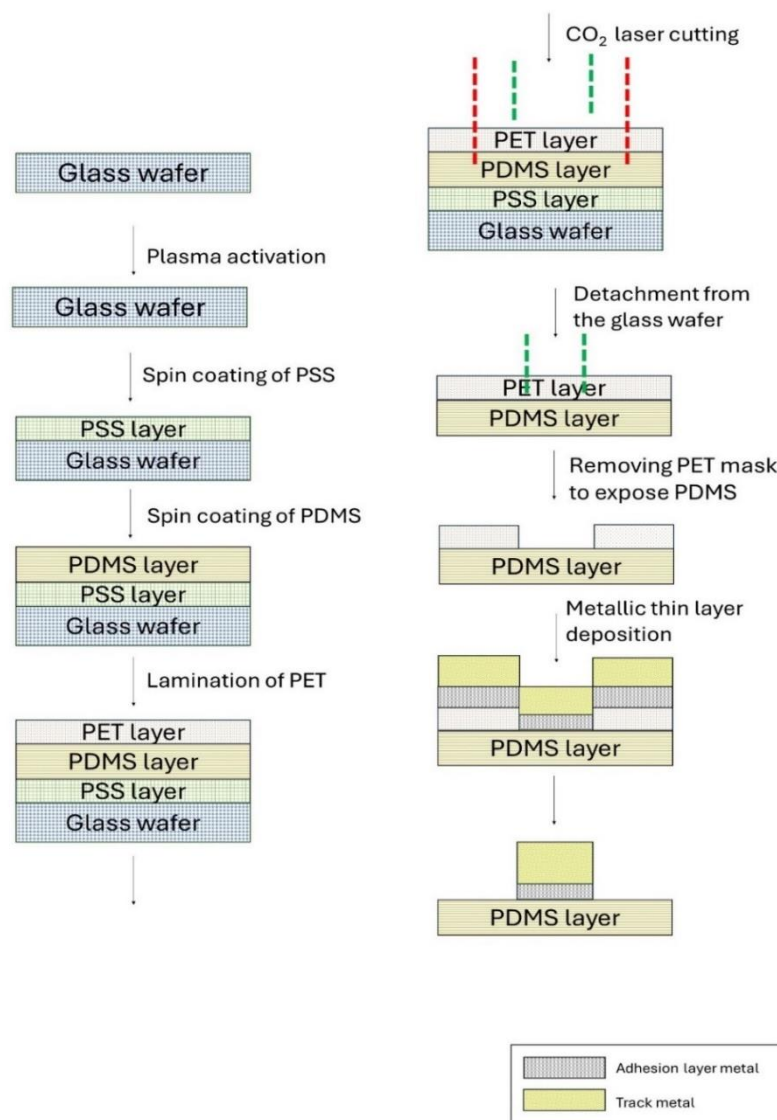 Glass wafer
Plasma activation
Glass wafer
Spin coating of PSS
PSS layer
Glass wafer
Spin coating of PDMS
PDMS layer
PSS layer
Glass wafer
Lamination of PET
PET layer
PDMS layer
PSS layer
Glass wafer
CO₂ laser cutting
PET layer
PDMS layer
PSS layer
Glass wafer
Detachment from
the glass wafer
PET layer
PDMS layer
Removing PET mask
to expose PDMS
PDMS layer
Metallic thin layer
deposition
PDMS layer
PDMS layer
Adhesion layer metal
Track metal